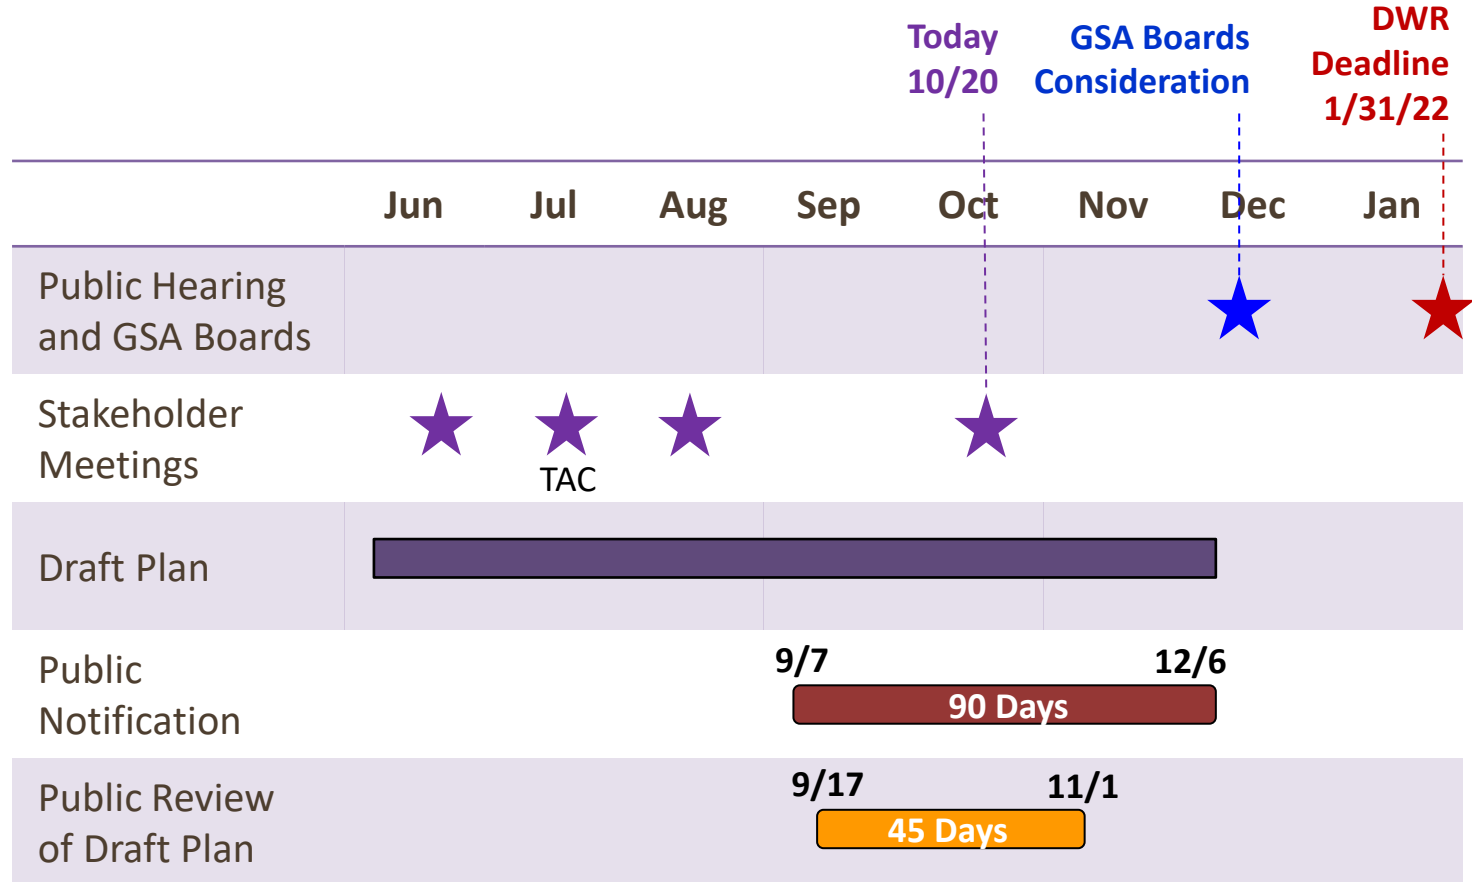 Today
10/20
GSA Boards
Consideration
DWR
Deadline
1/31/22
Jun Jul Aug Sep Oct Nov Dec Jan
Public Hearing
and GSA Boards
Stakeholder
Meetings
TAC
Draft Plan
Public
Notification
9/7 12/6
90 Days
Public Review
of Draft Plan
9/17 11/1
45 Days